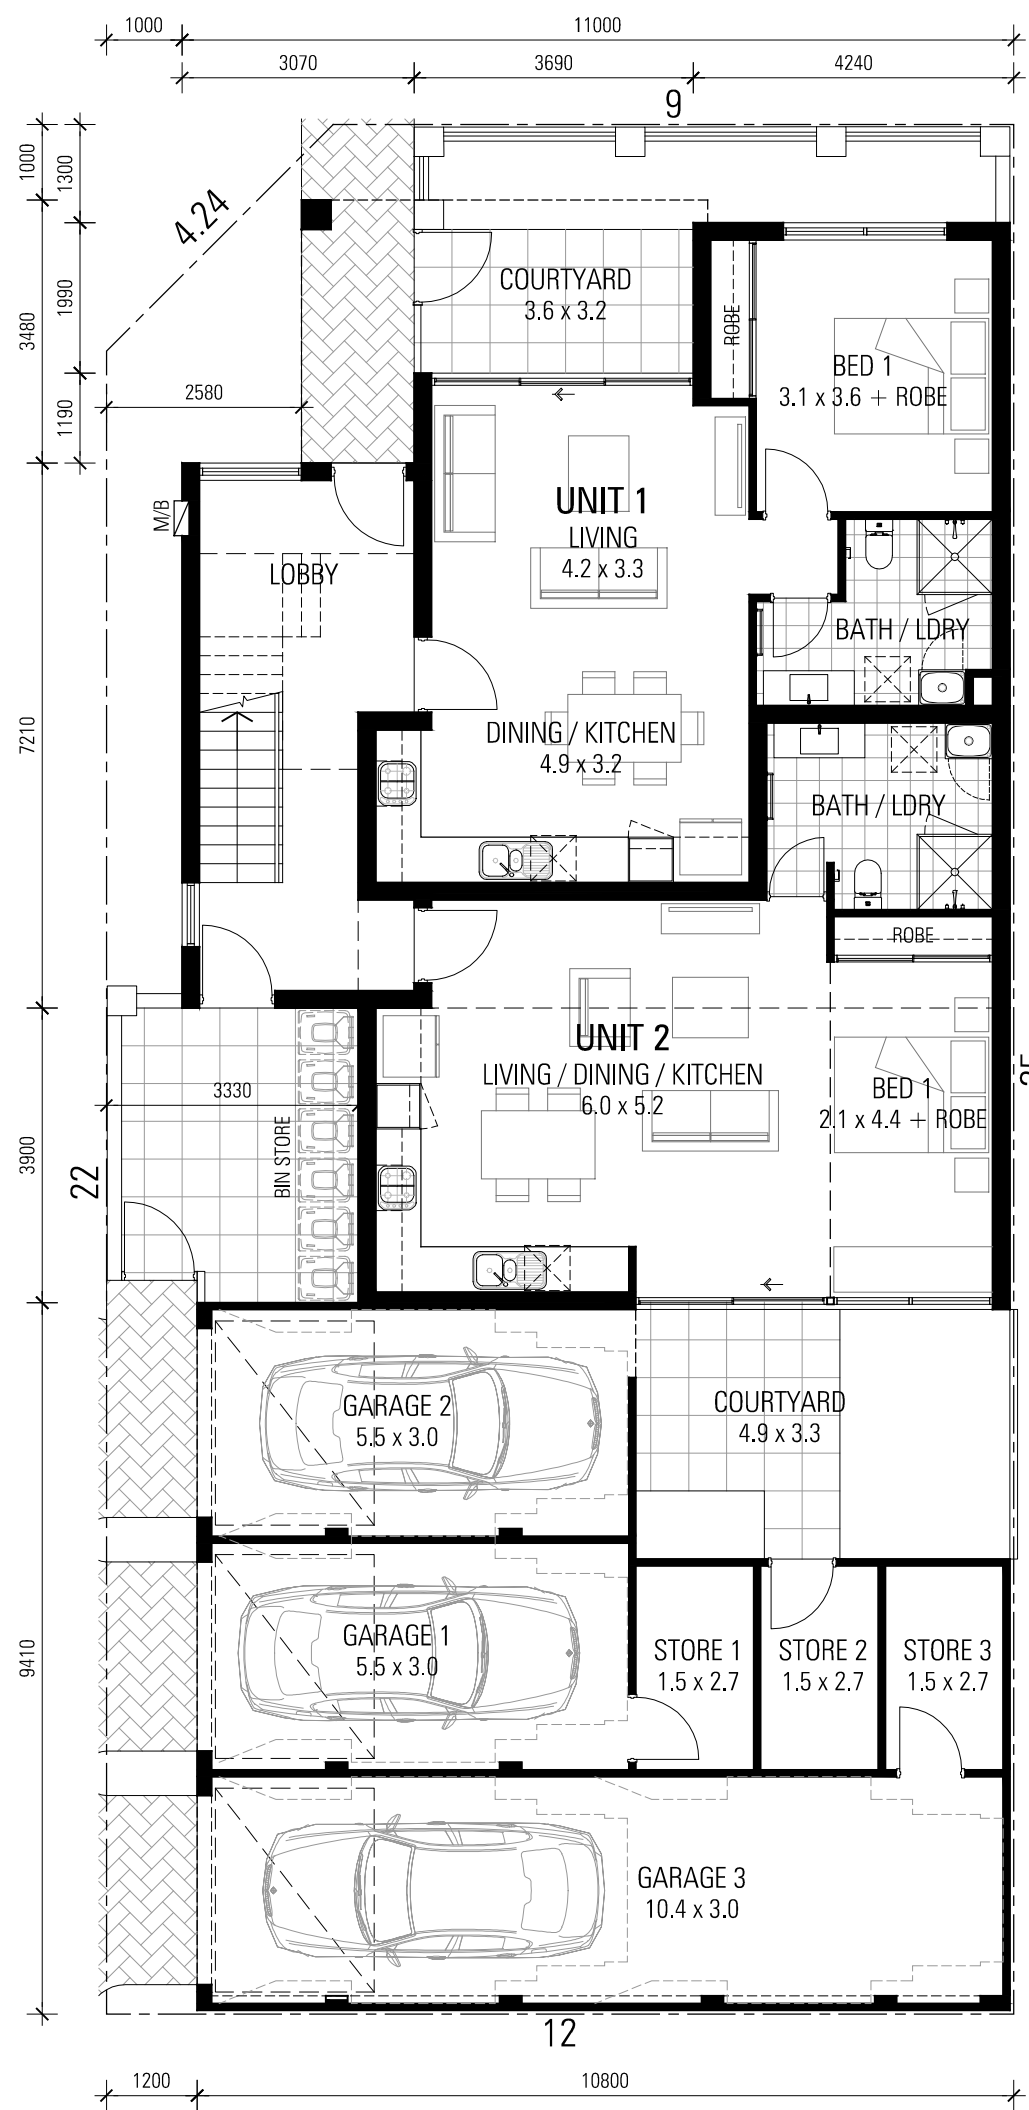 1000
11000
3070
3690
4240
9
1000
1300
4.24
1990
3480
COURTYARD
3.6 x 3.2
ROBE
BED 1
3.1 x 3.6 + ROBE
2580
1190
UNIT 1
LIVING
4.2 x 3.3
M/B
LOBBY
BATH / LDRY
7210
DINING / KITCHEN
4.9 x 3.2
BATH / LDRY
ROBE
UNIT 2
LIVING / DINING / KITCHEN
6.0 x 5.2
BED 1
2.1 x 4.4 + ROBE
3330
BIN STORE
3900
22
GARAGE 2
5.5 x 3.0
COURTYARD
4.9 x 3.3
GARAGE 1
5.5 x 3.0
STORE 1
1.5 x 2.7
STORE 2
1.5 x 2.7
STORE 3
1.5 x 2.7
9410
GARAGE 3
10.4 x 3.0
12
1200
10800